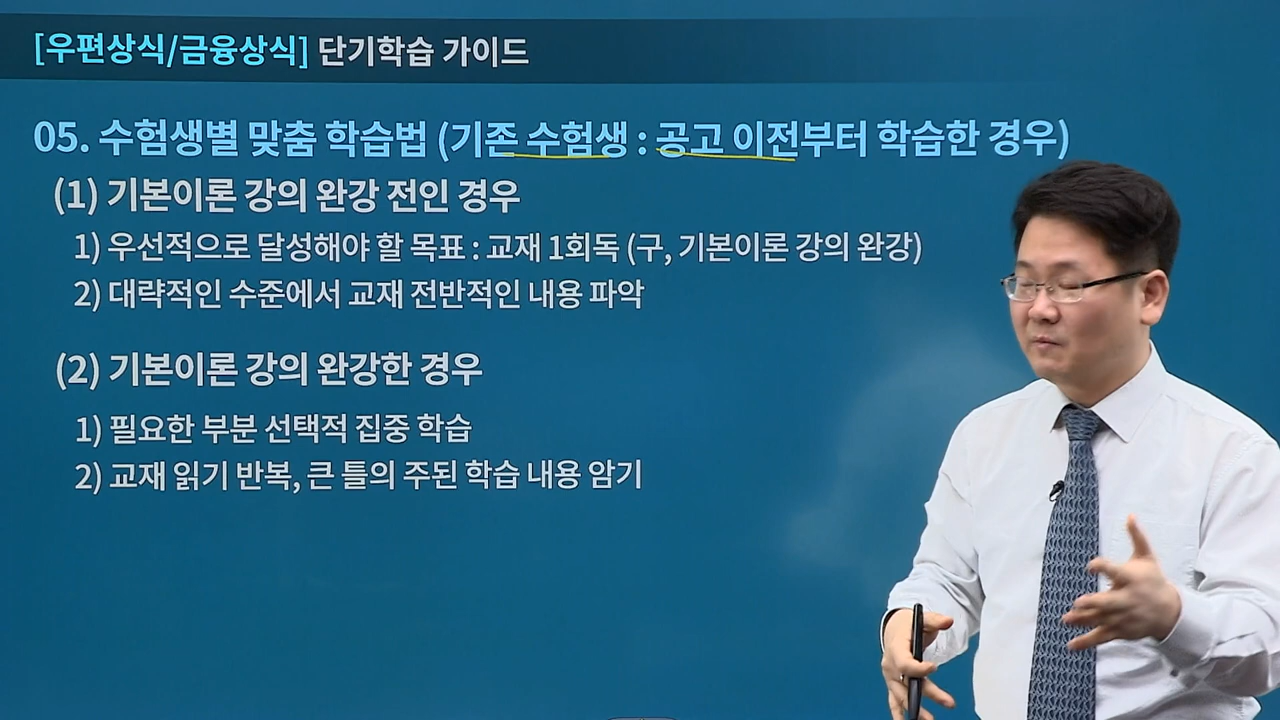 [우편상식/금융상식] 단기학습 가이드
05. 수험생별 맞춤 학습법 (기존 수험생 : 공고 이전부터 학습한 경우)
(1) 기본이론 강의 완강 전인 경우
1) 우선적으로 달성해야 할 목표 : 교재 1회독 (구, 기본이론 강의 완강)
2) 대략적인 수준에서 교재 전반적인 내용 파악
(2) 기본이론 강의 완강한 경우
1) 필요한 부분 선택적 집중 학습
2) 교재 읽기 반복, 큰 틀의 주된 학습 내용 암기